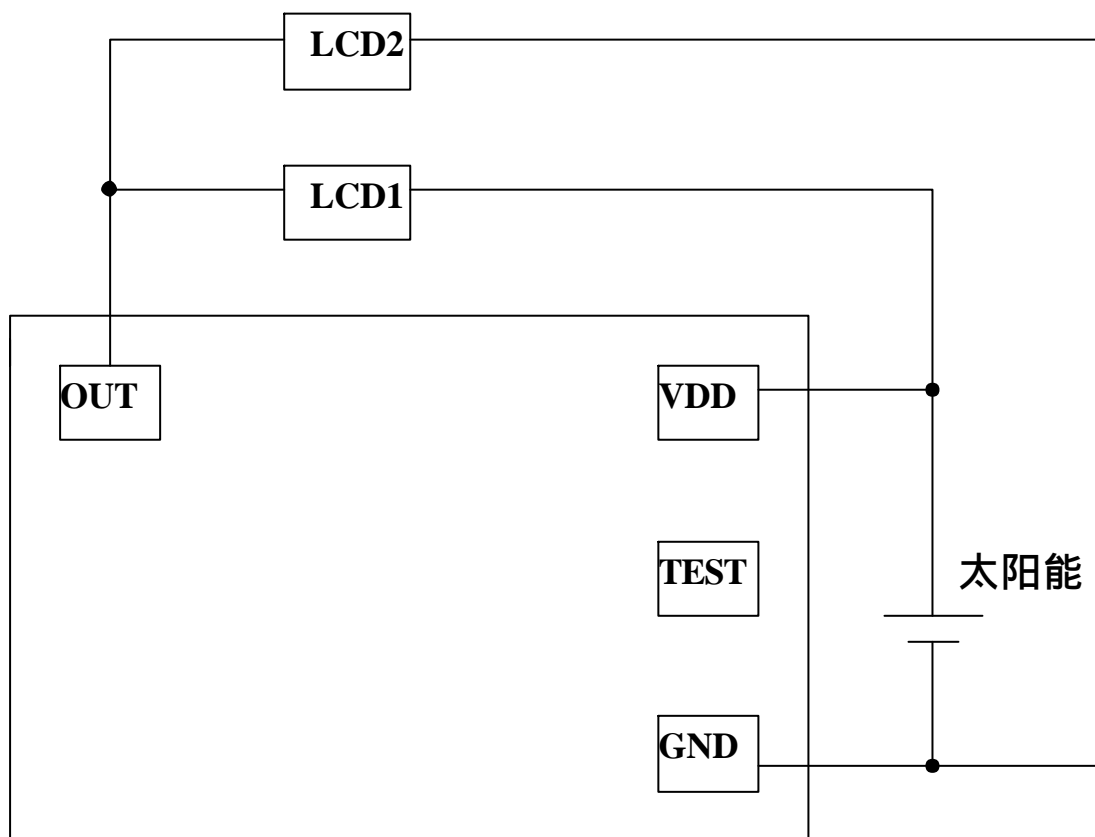 LCD2
LCD1
OUT
VDD
TEST
太阳能
GND